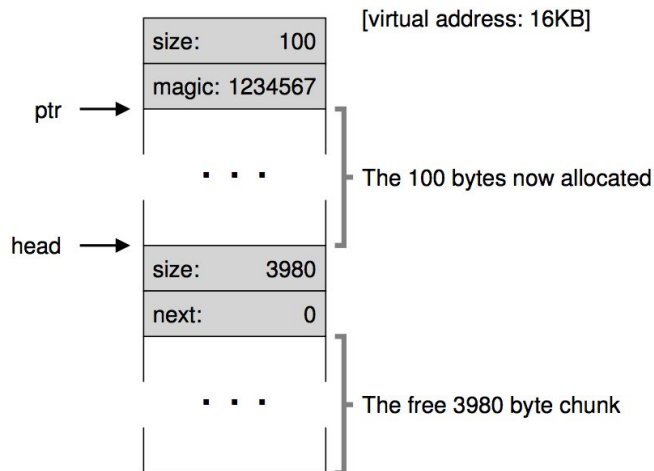 [virtual address: 16KB]
size: 100
magic: 1234567
ptr
. . .
The 100 bytes now allocated
head
size: 3980
next: 0
. . .
The free 3980 byte chunk